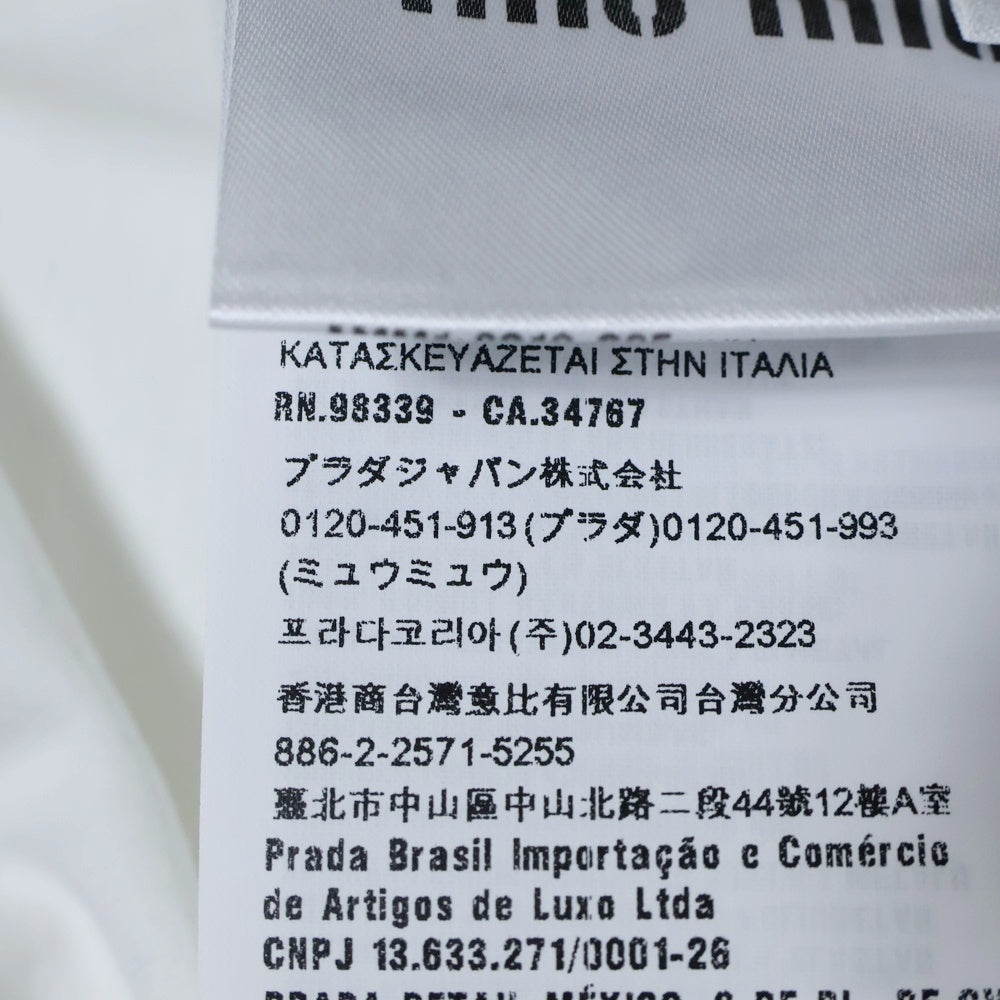 ΚΑΤΑΣΚΕΥΑΖΕΤΑΙ ΣΤΗΝ ΙΤΑΛΙΑ
RN.98339 - CA.34767
プラダジャパン株式会社
0120-451-913(プラダ)0120-451-993
(ミュウミュウ)
프라다코리아(주)02-3443-2323
香港商台灣意比有限公司台灣分公司
886-2-2571-5255
臺北市中山區中山北路二段44號12樓A室
Prada Brasil Importação e Comércio
de Artigos de Luxo Ltda
CNPJ 13.633.271/0001-26